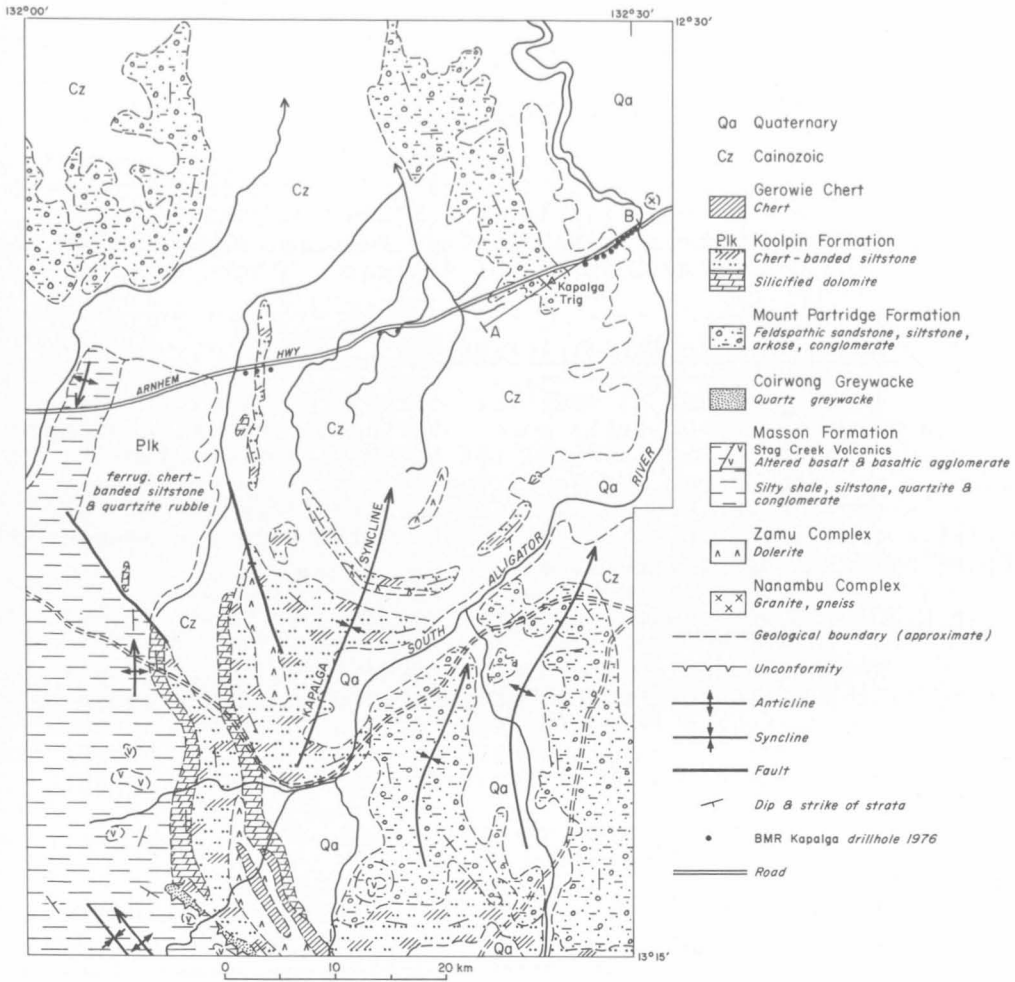 132°00'
132°30'
12°30'
Cz
Qa
Cz
B
Kapalga
Trig
A
ARNHEM
HWY
Cz
Cz
Plk
ferrug. chert-
banded siltstone
& quartzite rubble
Qa
RIVER
ALLIGATOR
SOUTH
KAPALGA
SYNCLINE
Cz
Cz
Qa
Qa
Qa
Qa
13°15'
0
10
20 km
Qa Quaternary
Cz Cainozoic
Gerowie Chert
Chert
Plk Koolpin Formation
Chert-banded siltstone
Silicified dolomite
Mount Partridge Formation
Feldspathic sandstone, siltstone,
arkose, conglomerate
Coirwong Greywacke
Quartz greywacke
Masson Formation
Stag Creek Volcanics
Altered basalt & basaltic agglomerate
Silty shale, siltstone, quartzite &
conglomerate
Zamu Complex
Dolerite
Nanambu Complex
Granite, gneiss
Geological boundary (approximate)
Unconformity
Anticline
Syncline
Fault
Dip & strike of strata
BMR Kapalga drillhole 1976
Road